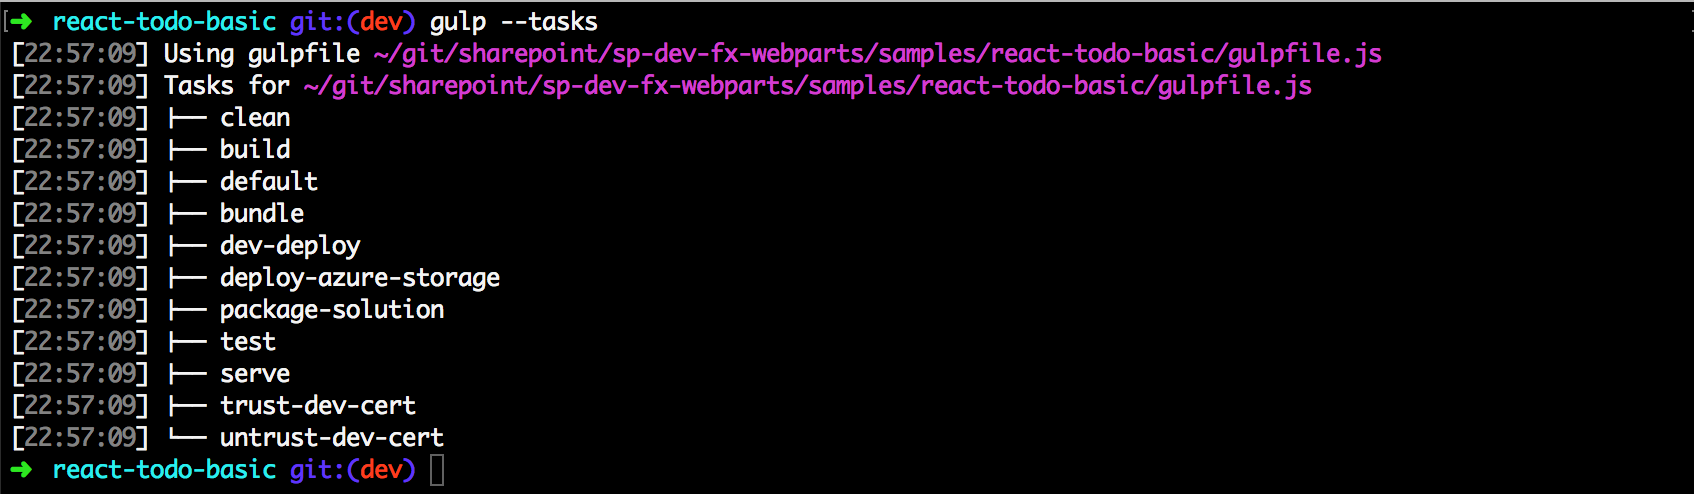 ➜ react-todo-basic git:(dev) gulp --tasks
[22:57:09] Using gulpfile ~/git/sharepoint/sp-dev-fx-webparts/samples/react-todo-basic/gulpfile.js
[22:57:09] Tasks for ~/git/sharepoint/sp-dev-fx-webparts/samples/react-todo-basic/gulpfile.js
[22:57:09] ├── clean
[22:57:09] ├── build
[22:57:09] ├── default
[22:57:09] ├── bundle
[22:57:09] ├── dev-deploy
[22:57:09] ├── deploy-azure-storage
[22:57:09] ├── package-solution
[22:57:09] ├── test
[22:57:09] ├── serve
[22:57:09] ├── trust-dev-cert
[22:57:09] └── untrust-dev-cert
➜ react-todo-basic git:(dev)